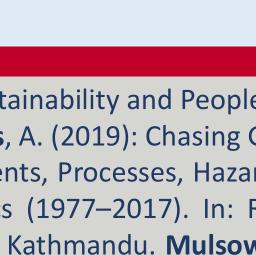 tainability and People
s, A. (2019): Chasing
ents, Processes, Hazar
s (1977–2017). In:
Kathmandu. Mulsow